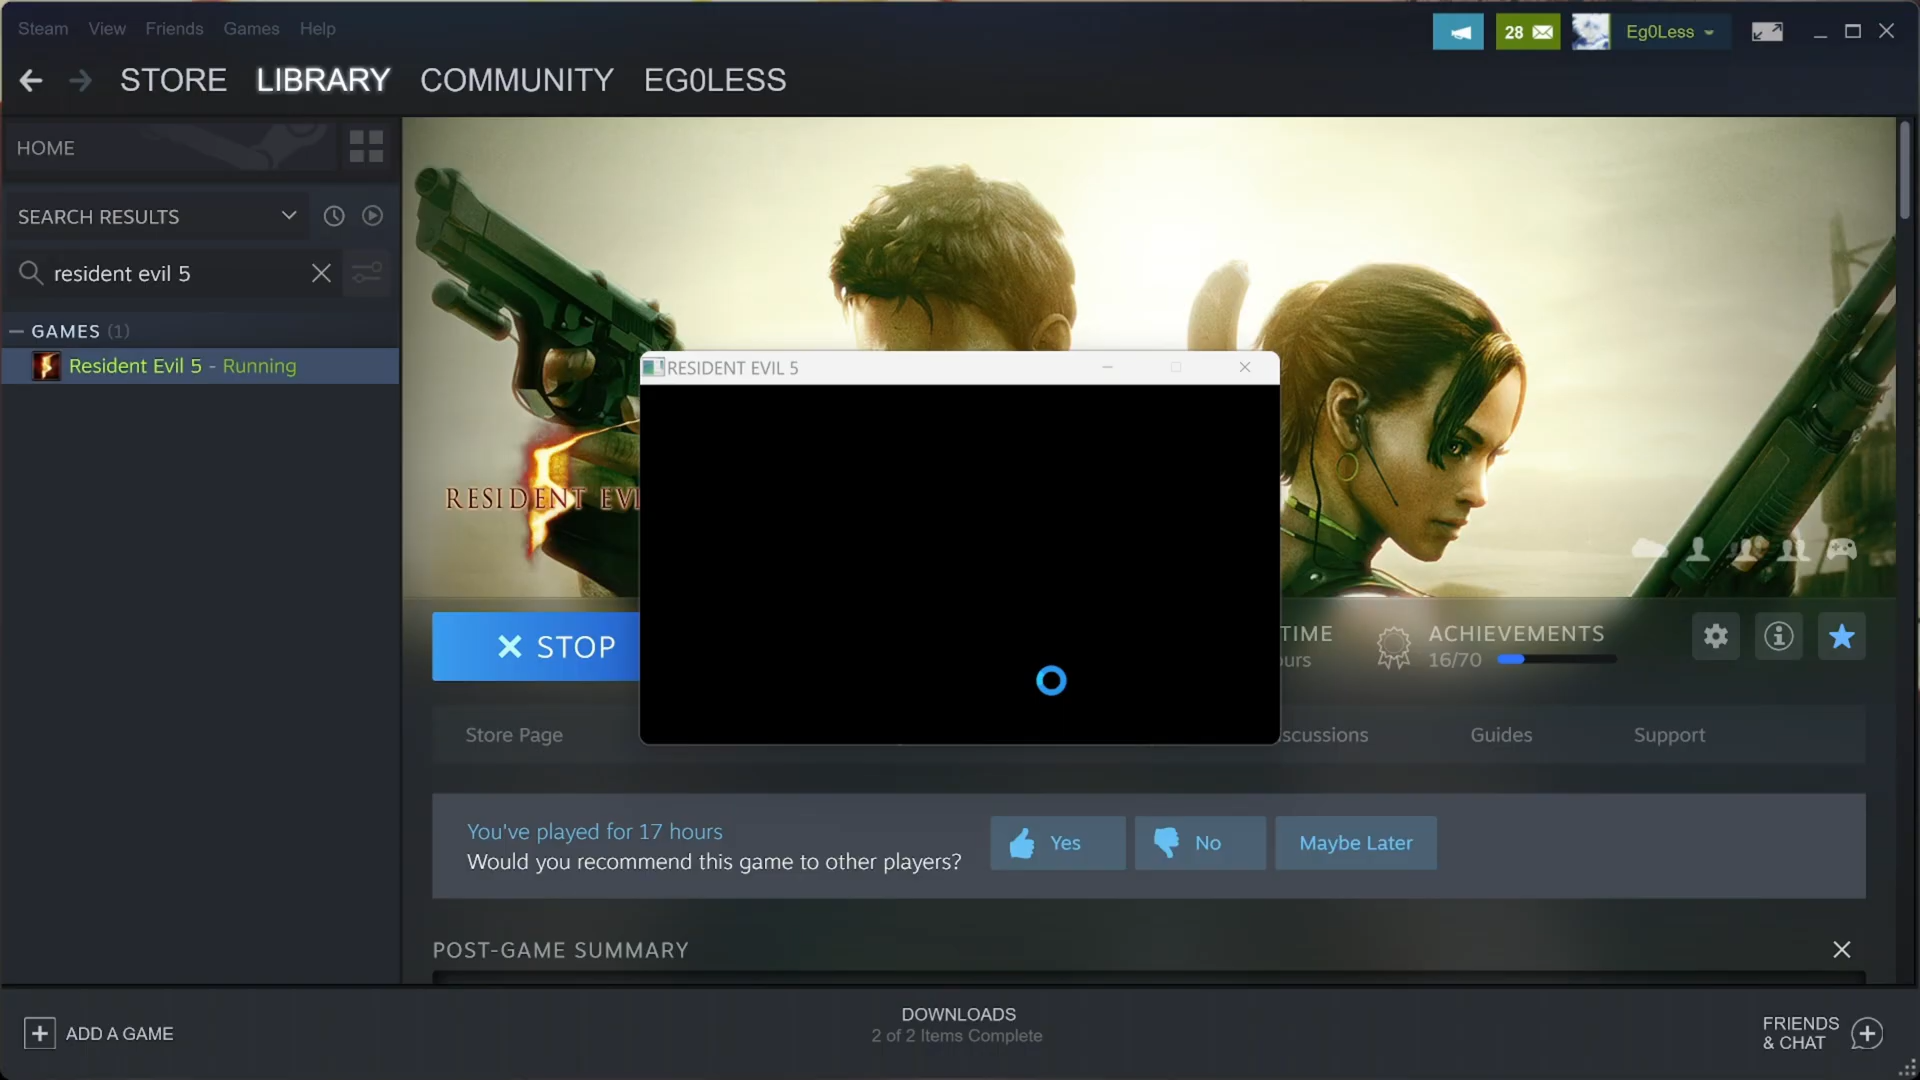 Steam View Friends Games Help
28
Eg0Less
STORE LIBRARY COMMUNITY EG0LESS
HOME
SEARCH RESULTS
resident evil 5
GAMES (1)
Resident Evil 5 - Running
RESIDENT EVIL 5
RESIDENT EVI
STOP
TIME
urs
ACHIEVEMENTS
16/70
Store Page
scussions
Guides
Support
You've played for 17 hours
Would you recommend this game to other players?
Yes
No
Maybe Later
POST-GAME SUMMARY
ADD A GAME
DOWNLOADS
2 of 2 Items Complete
FRIENDS
& CHAT